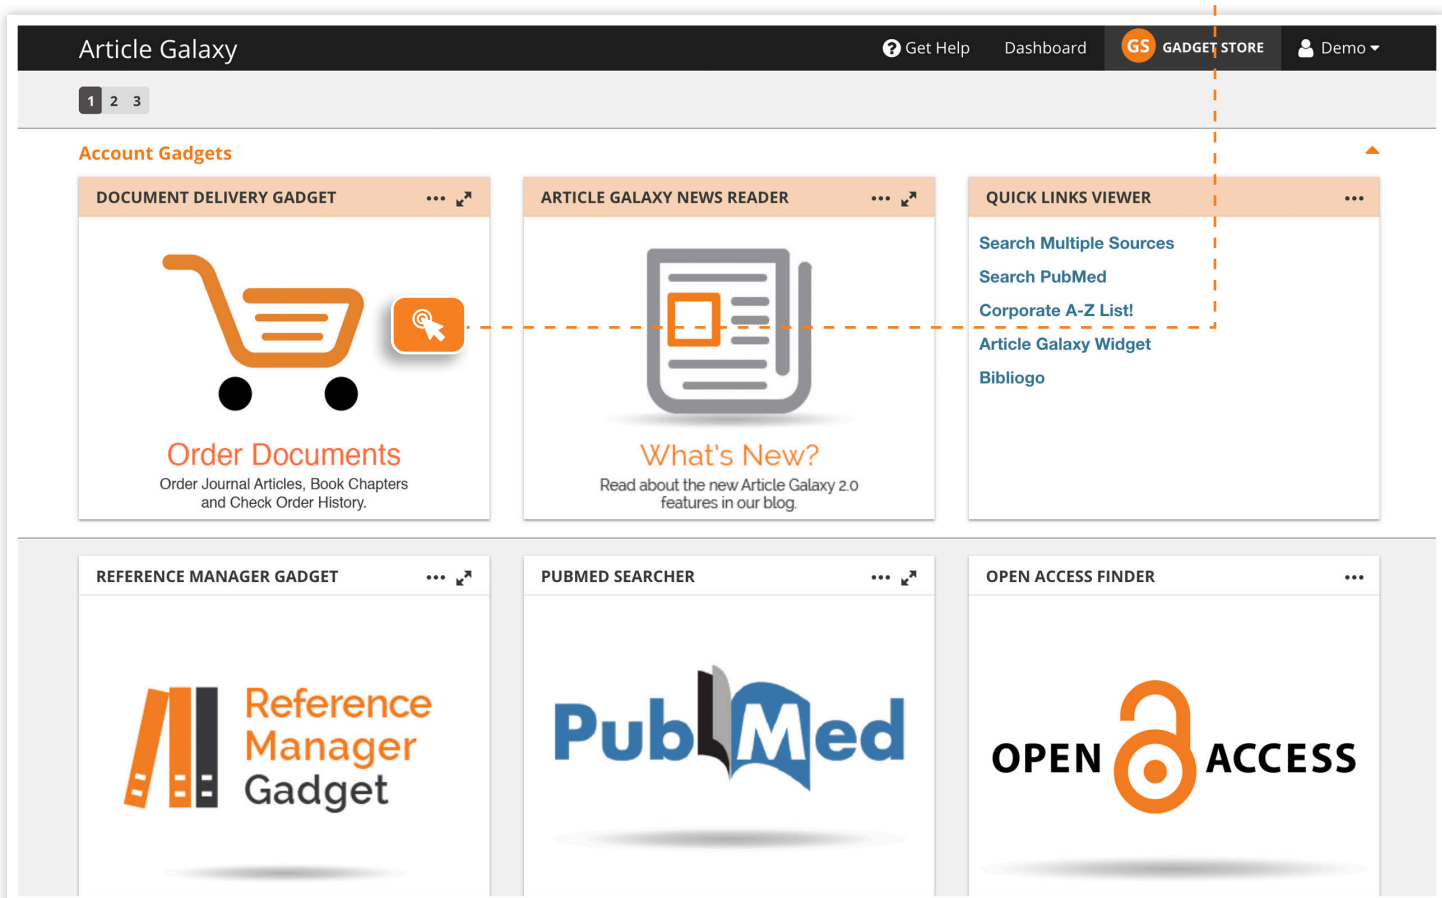 Article Galaxy
Get Help
Dashboard
GS GADGET STORE
Demo
1 2 3
Account Gadgets
DOCUMENT DELIVERY GADGET
Order Documents
Order Journal Articles, Book Chapters
and Check Order History.
ARTICLE GALAXY NEWS READER
What's New?
Read about the new Article Galaxy 2.0
features in our blog.
QUICK LINKS VIEWER
Search Multiple Sources
Search PubMed
Corporate A-Z List!
Article Galaxy Widget
Bibliogo
REFERENCE MANAGER GADGET
Reference
Manager
Gadget
PUBMED SEARCHER
PubMed
OPEN ACCESS FINDER
OPEN ACCESS